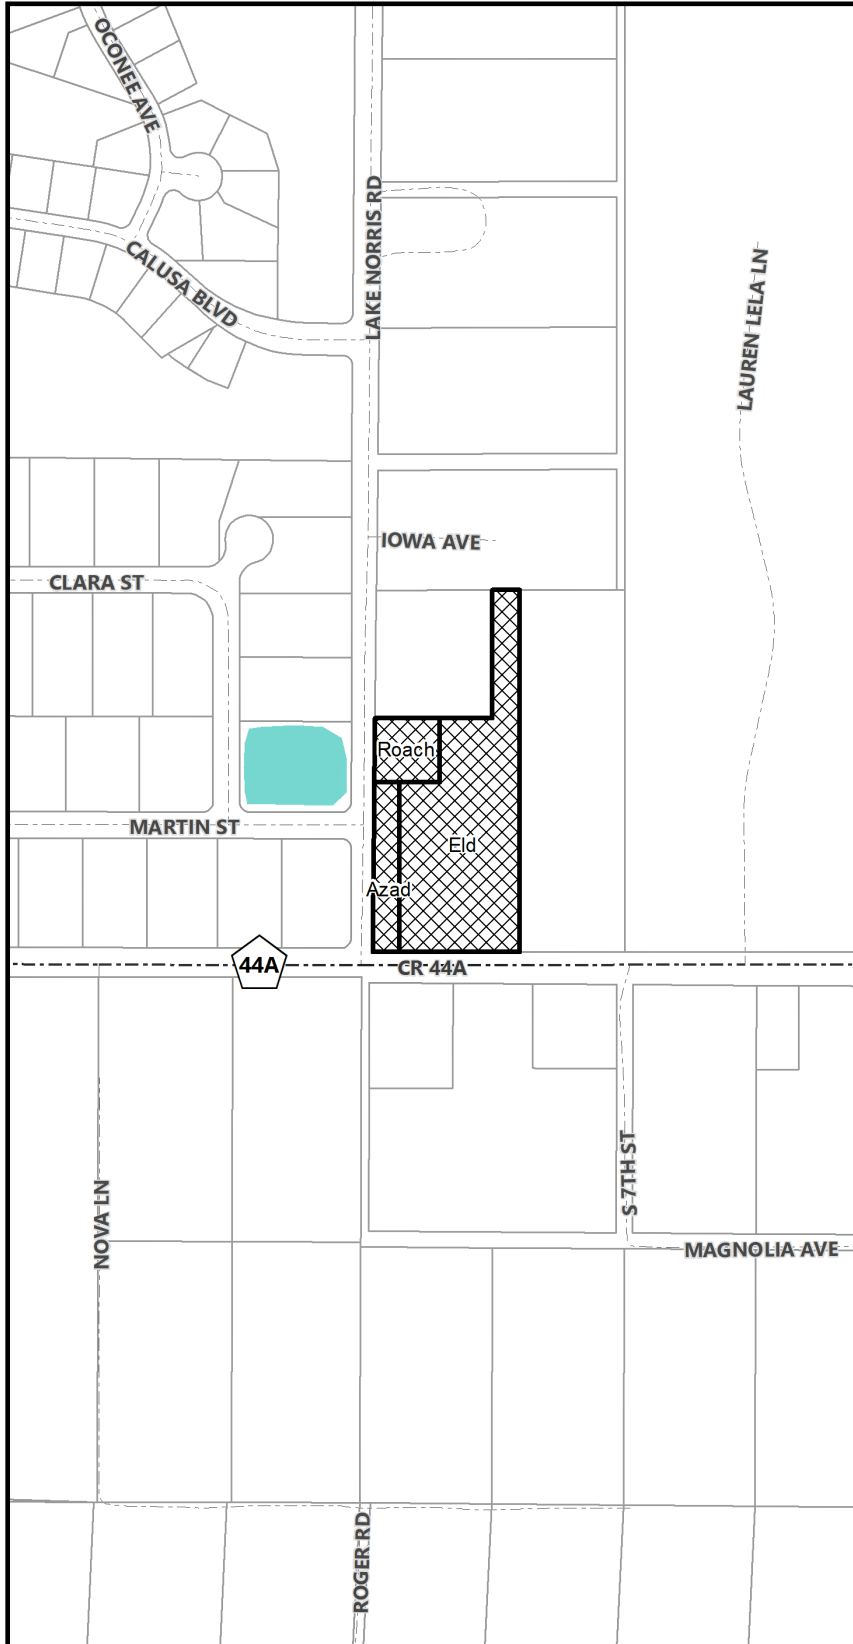 OCONEE AVE
CALUSA BLVD
LAKE NORRIS RD
LAUREN LELA LN
IOWA AVE
CLARA ST
Roach
MARTIN ST
Eld
Azad
44A
CR 44A
S 7TH ST
NOVA LN
MAGNOLIA AVE
ROGER RD